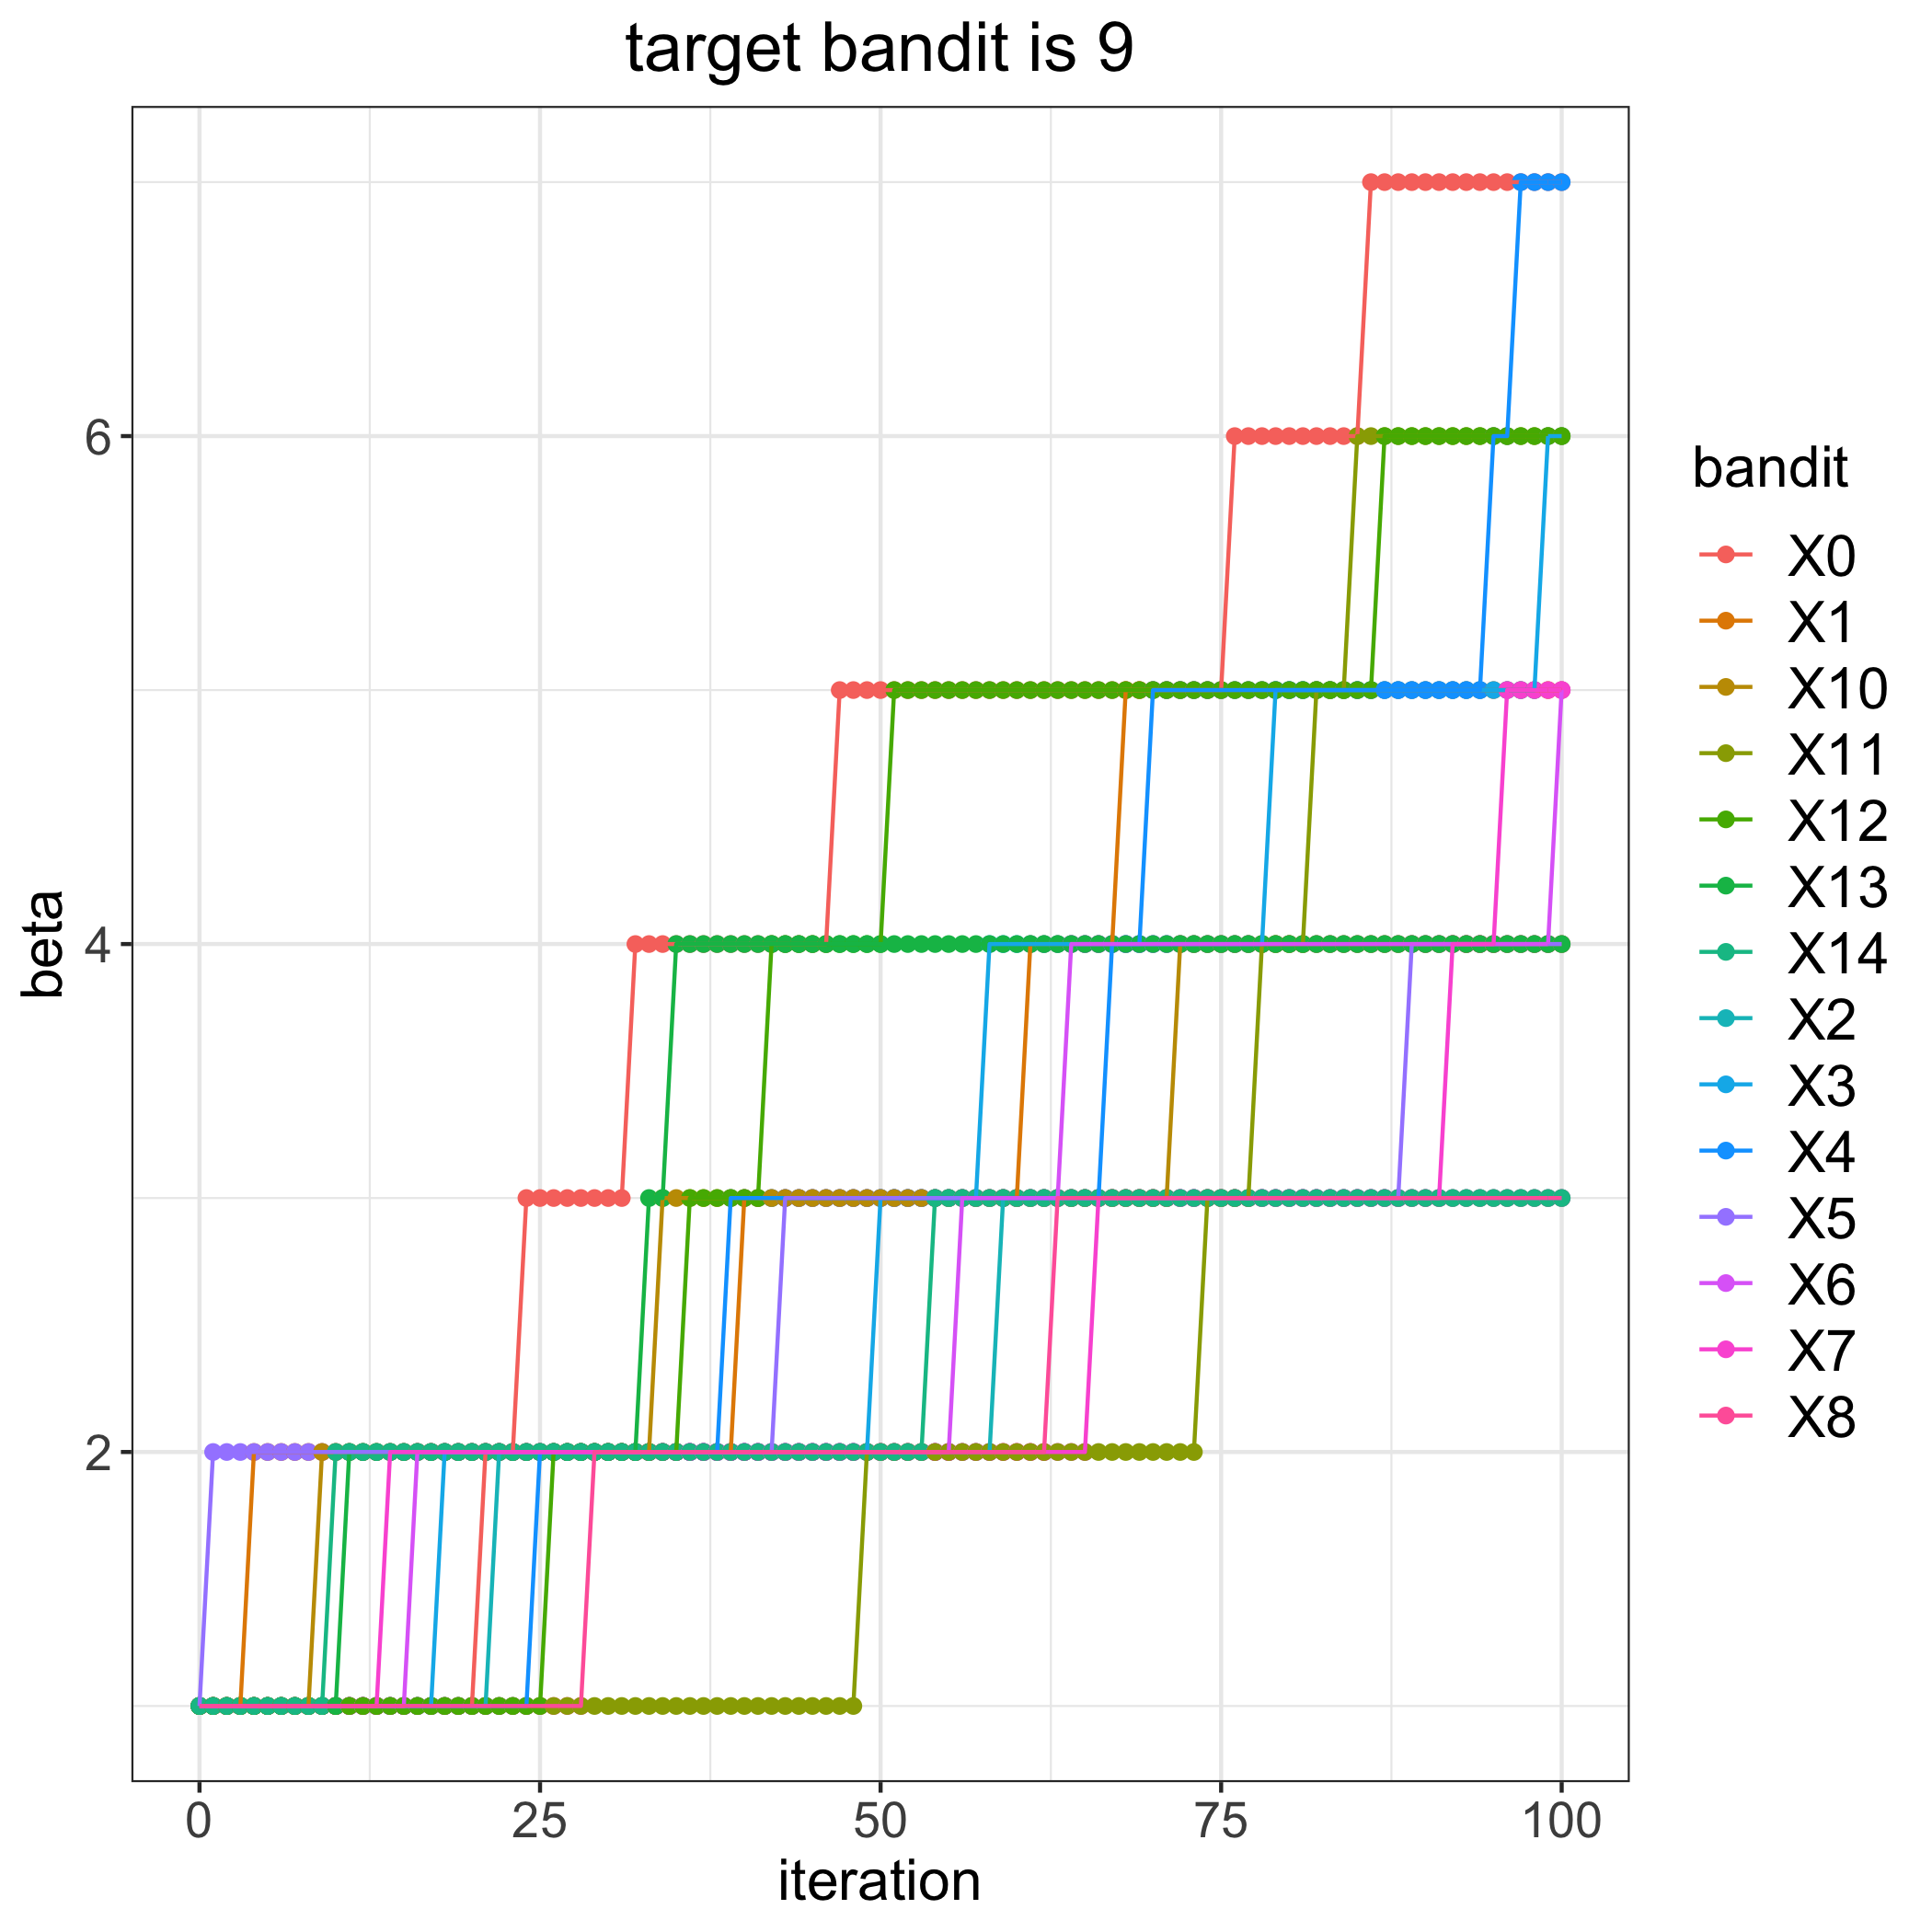 target bandit is 9
beta
6
4
2
0 25 50 75 100
iteration
bandit
X0
X1
X10
X11
X12
X13
X14
X2
X3
X4
X5
X6
X7
X8